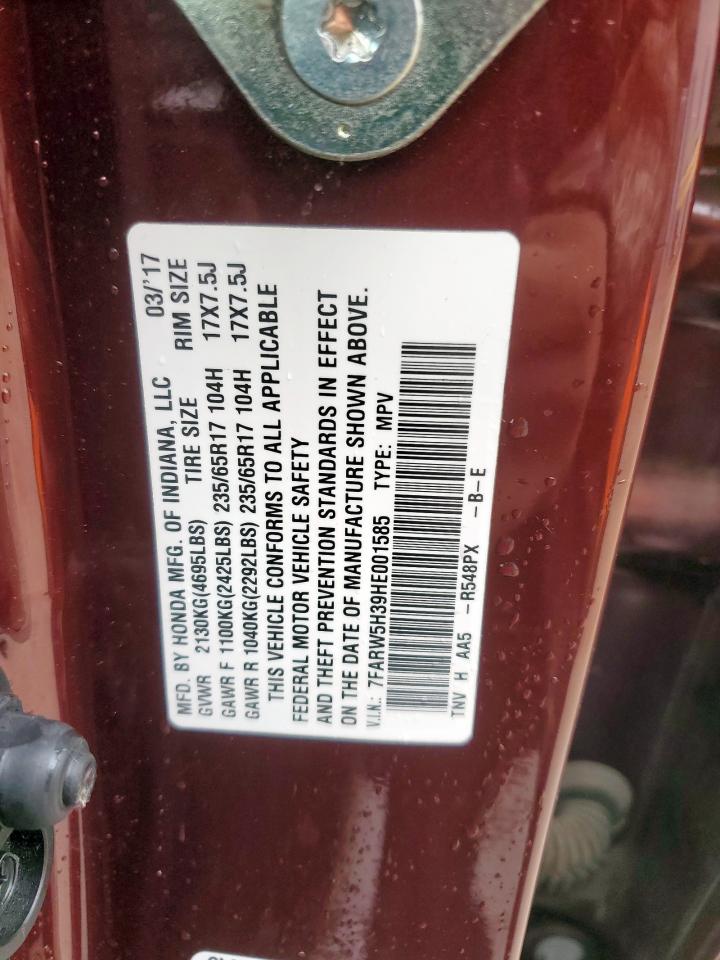 MFD. BY HONDA MFG. OF INDIANA, LLC 03/'17
GVWR 2130KG(4695LBS) TIRE SIZE RIM SIZE
GAWR F 1100KG(2425LBS) 235/65R17 104H 17X7.5J
GAWR R 1040KG(2292LBS) 235/65R17 104H 17X7.5J
THIS VEHICLE CONFORMS TO ALL APPLICABLE
FEDERAL MOTOR VEHICLE SAFETY
AND THEFT PREVENTION STANDARDS IN EFFECT
ON THE DATE OF MANUFACTURE SHOWN ABOVE.
V.I.N.: 7FARW5H39HE001585 TYPE: MPV
TNV H AA5 -R548PX -B-E